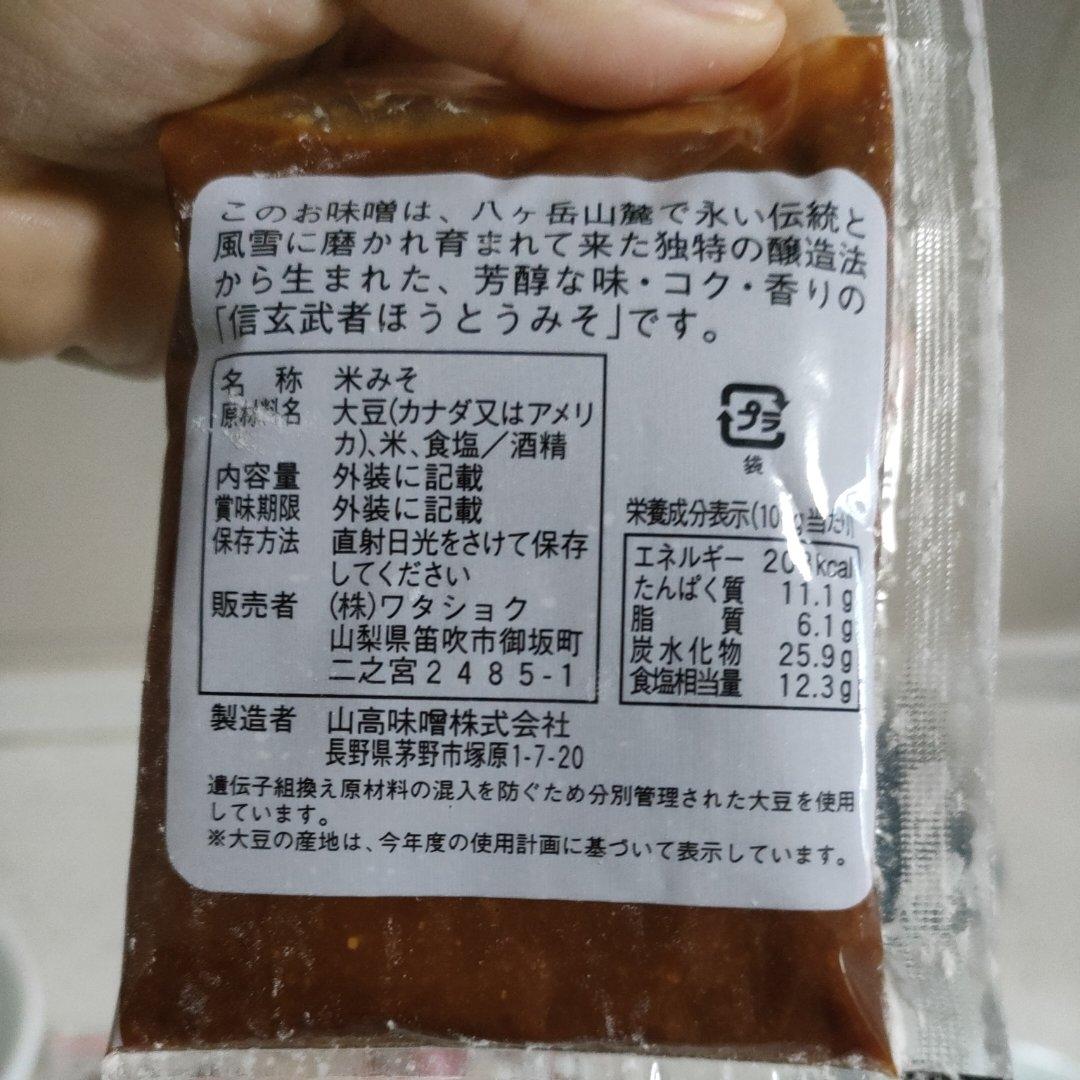 このお味噌は、八ヶ岳山麓で永い伝統と
風雪に磨かれ育まれて来た独特の醸造法
から生まれた、芳醇な味・コク・香りの
「信玄武者ほうとうみそ」です。
名 称 米みそ
原材料名 大豆(カナダ又はアメリ
カ)、米、食塩／酒精
内容量 外装に記載
賞味期限 外装に記載
保存方法 直射日光をさけて保存
してください
販売者 (株)ワタショク
山梨県笛吹市御坂町
二之宮2485-1
製造者 山高味噌株式会社
長野県茅野市塚原1-7-20
プラ
袋
栄養成分表示
エネルギー
たんぱく質 11.1g
脂 質 6.1g
炭水化物 25.9g
食塩相当量 12.3g
遺伝子組換え原材料の混入を防ぐため分別管理された大豆を使用
しています。
※大豆の産地は、今年度の使用計画に基づいて表示しています。